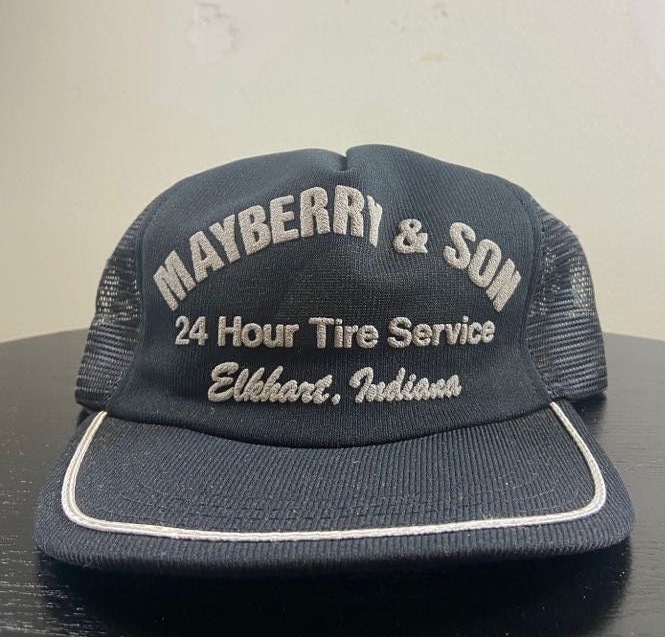 MAYBERRY & SON
24 Hour Tire Service
Elkhart, Indiana